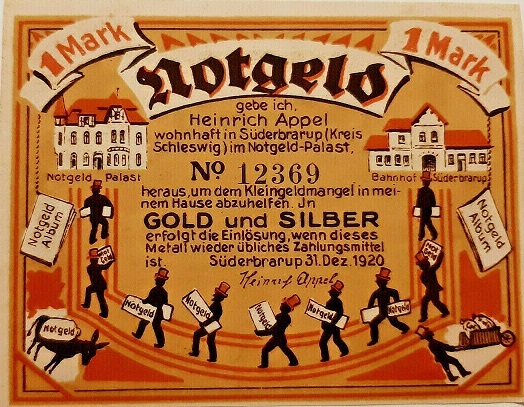 1 Mark
1 Mark
Notgeld
gebe ich,
Heinrich Appel
wohnhaft in Süderbrarup (Kreis
Schleswig) im Notgeld-Palast,
Notgeld Palast
No. 12369
Bahnhof Süderbrarup
heraus, um dem Kleingeldmangel in mei-
nem Hause abzuhelfen. Jn
GOLD und SILBER
erfolgt die Einlösung, wenn dieses
Metall wieder übliches Zahlungsmittel
ist. Süderbrarup 31. Dez. 1920
Heinrich Appel
Notgeld
Album
Notgeld
Album
Notgeld
Notgeld
Notgeld
Notgeld
Notgeld
Notgeld